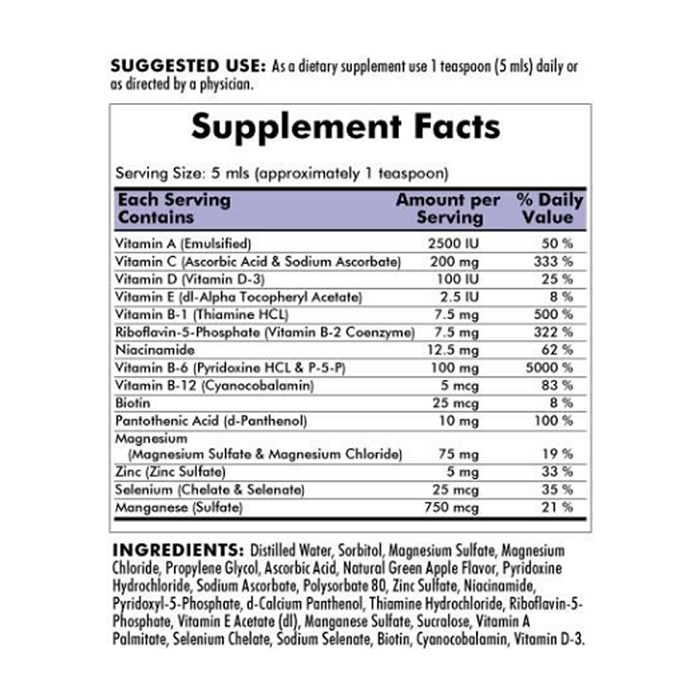 SUGGESTED USE: As a dietary supplement use 1 teaspoon (5 mls) daily or
as directed by a physician.
Supplement Facts
Serving Size: 5 mls (approximately 1 teaspoon)
Each Serving Contains Amount per Serving % Daily Value
Vitamin A (Emulsified) 2500 IU 50 %
Vitamin C (Ascorbic Acid & Sodium Ascorbate) 200 mg 333 %
Vitamin D (Vitamin D-3) 100 IU 25 %
Vitamin E (dl-Alpha Tocopheryl Acetate) 2.5 IU 8 %
Vitamin B-1 (Thiamine HCL) 7.5 mg 500 %
Riboflavin-5-Phosphate (Vitamin B-2 Coenzyme) 7.5 mg 322 %
Niacinamide 12.5 mg 62 %
Vitamin B-6 (Pyridoxine HCL & P-5-P) 100 mg 5000 %
Vitamin B-12 (Cyanocobalamin) 5 mcg 83 %
Biotin 25 mcg 8 %
Pantothenic Acid (d-Panthenol) 10 mg 100 %
Magnesium
(Magnesium Sulfate & Magnesium Chloride) 75 mg 19 %
Zinc (Zinc Sulfate) 5 mg 33 %
Selenium (Chelate & Selenate) 25 mcg 35 %
Manganese (Sulfate) 750 mcg 21 %
INGREDIENTS: Distilled Water, Sorbitol, Magnesium Sulfate, Magnesium
Chloride, Propylene Glycol, Ascorbic Acid, Natural Green Apple Flavor, Pyridoxine
Hydrochloride, Sodium Ascorbate, Polysorbate 80, Zinc Sulfate, Niacinamide,
Pyridoxyl-5-Phosphate, d-Calcium Panthenol, Thiamine Hydrochloride, Riboflavin-5-
Phosphate, Vitamin E Acetate (dl), Manganese Sulfate, Sucralose, Vitamin A
Palmitate, Selenium Chelate, Sodium Selenate, Biotin, Cyanocobalamin, Vitamin D-3.